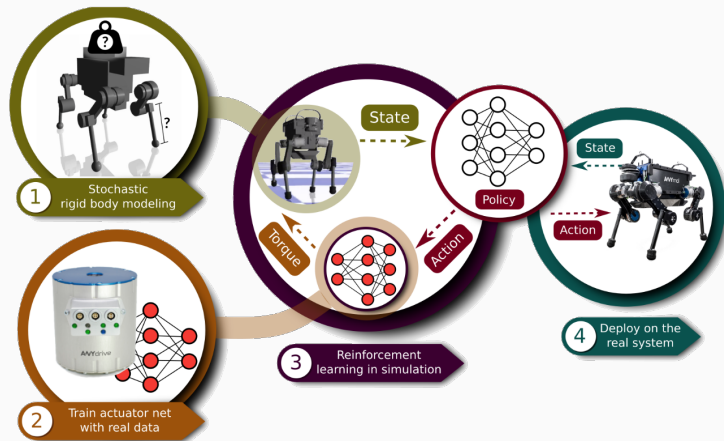 ?
?
1
Stochastic
rigid body modeling
ANYdrive
2
Train actuator net
with real data
State
Torque
Action
Policy
3
Reinforcement
learning in simulation
State
Action
4
Deploy on the
real system